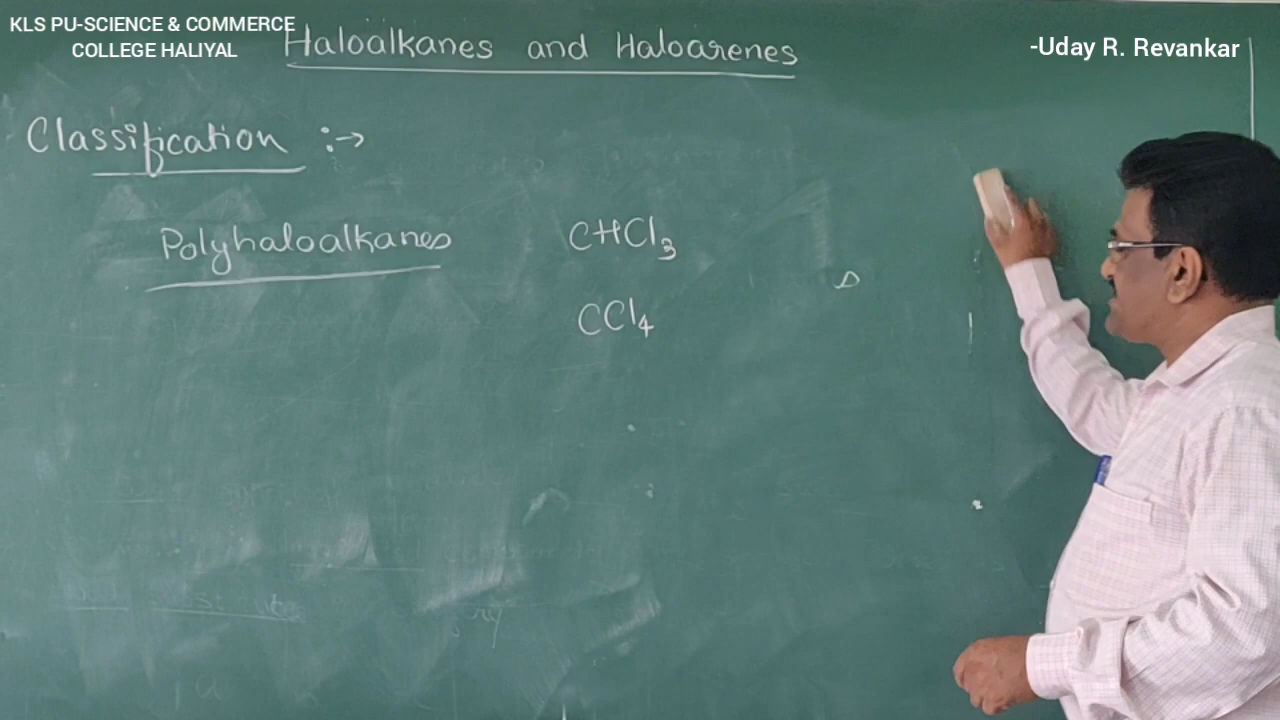 KLS PU-SCIENCE & COMMERCE
COLLEGE HALIYAL
-Uday R. Revankar
Haloalkanes and Haloarenes
Classification :→
Polyhaloalkanes CHCl₃
CCl₄